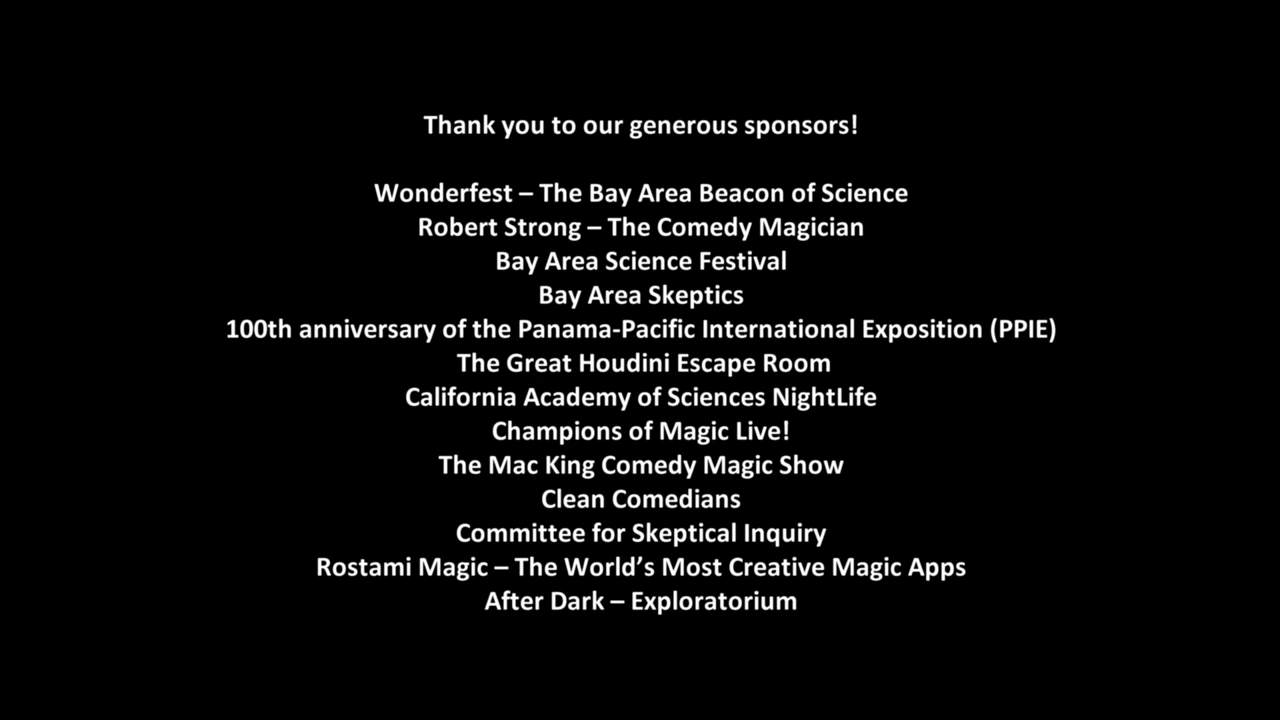 Thank you to our generous sponsors!
Wonderfest – The Bay Area Beacon of Science
Robert Strong – The Comedy Magician
Bay Area Science Festival
Bay Area Skeptics
100th anniversary of the Panama-Pacific International Exposition (PPIE)
The Great Houdini Escape Room
California Academy of Sciences NightLife
Champions of Magic Live!
The Mac King Comedy Magic Show
Clean Comedians
Committee for Skeptical Inquiry
Rostami Magic – The World’s Most Creative Magic Apps
After Dark – Exploratorium